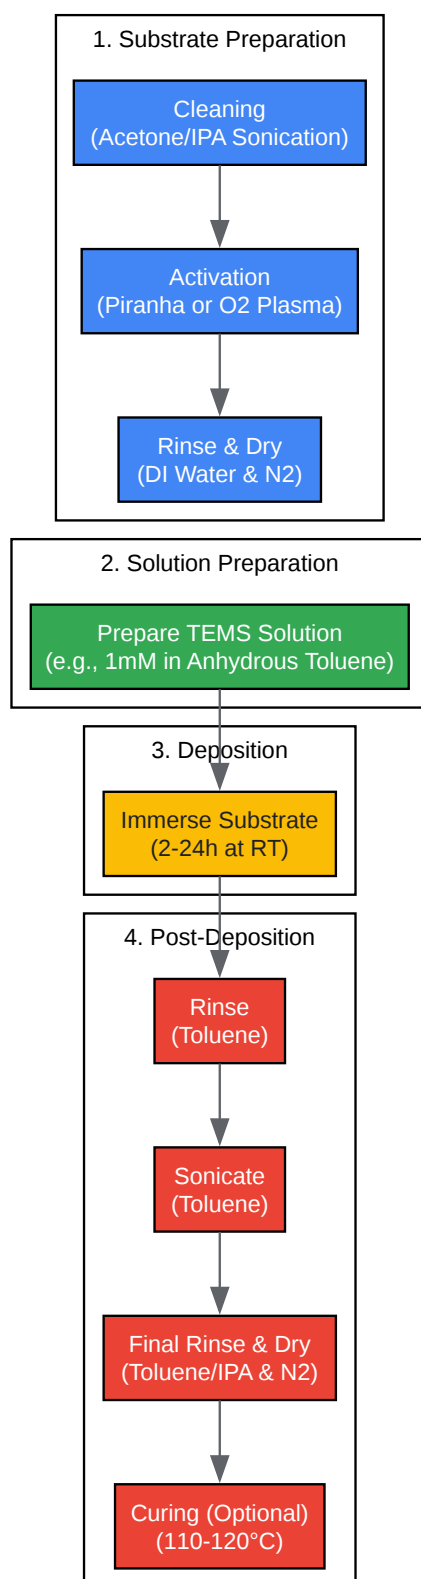 1. Substrate Preparation
Cleaning
(Acetone/IPA Sonication)
Activation
(Piranha or O2 Plasma)
Rinse & Dry
(DI Water & N2)
2. Solution Preparation
Prepare TEMS Solution
(e.g., 1mM in Anhydrous Toluene)
3. Deposition
Immerse Substrate
(2-24h at RT)
4. Post-Deposition
Rinse
(Toluene)
Sonicate
(Toluene)
Final Rinse & Dry
(Toluene/IPA & N2)
Curing (Optional)
(110-120°C)